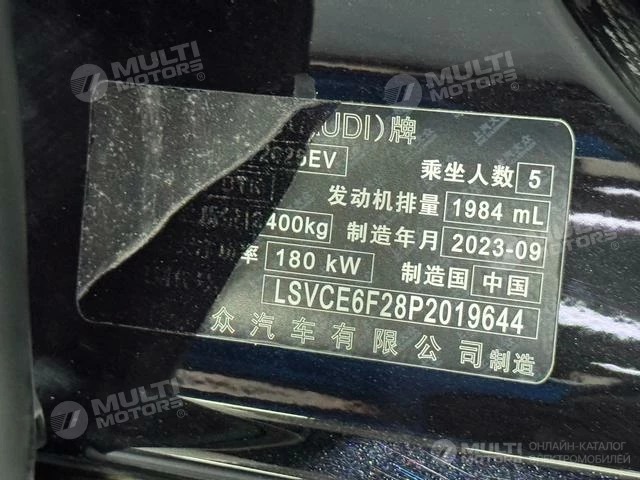 MULTI MOTORS
MULTI MOTORS
UDI)牌
26EV 乘坐人数 5
发动机排量 1984 mL
400kg 制造年月 2023-09
率 180 kW 制造国 中国
LSVCE6F28P2019644
众汽车有限公司制造
MULTI MOTORS
MULTI ОНЛАЙН-КАТАЛОГ
ЭЛЕКТРОМОБИЛЕЙ